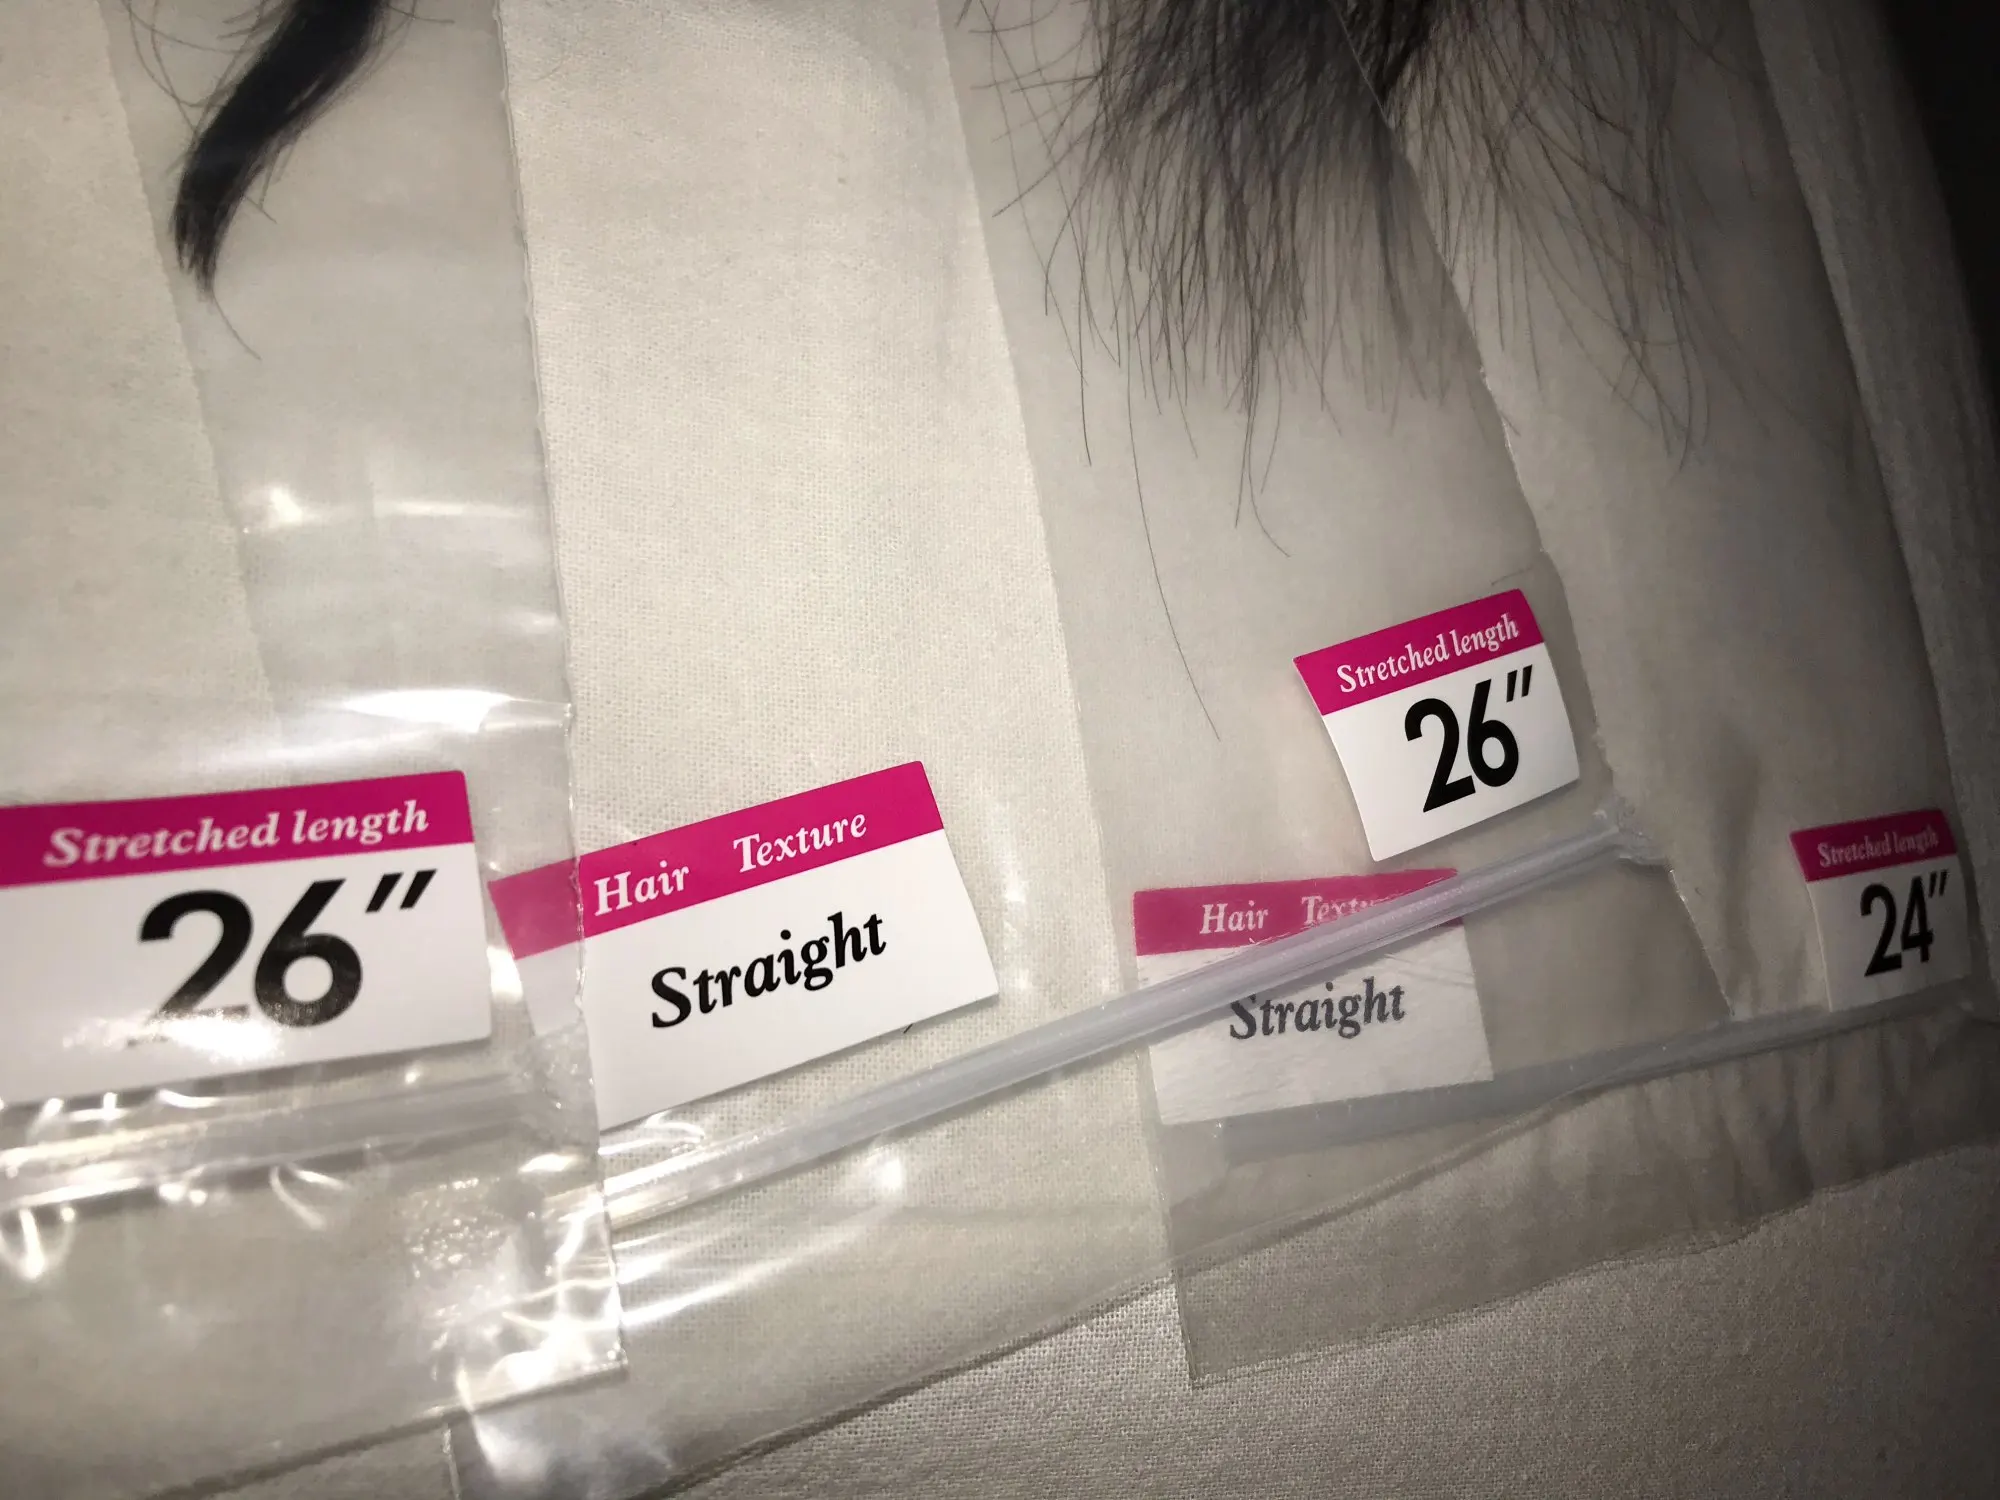 Stretched length
26"
Hair Texture
Straight
Stretched length
26"
Hair
Straight
Stretched length
24"